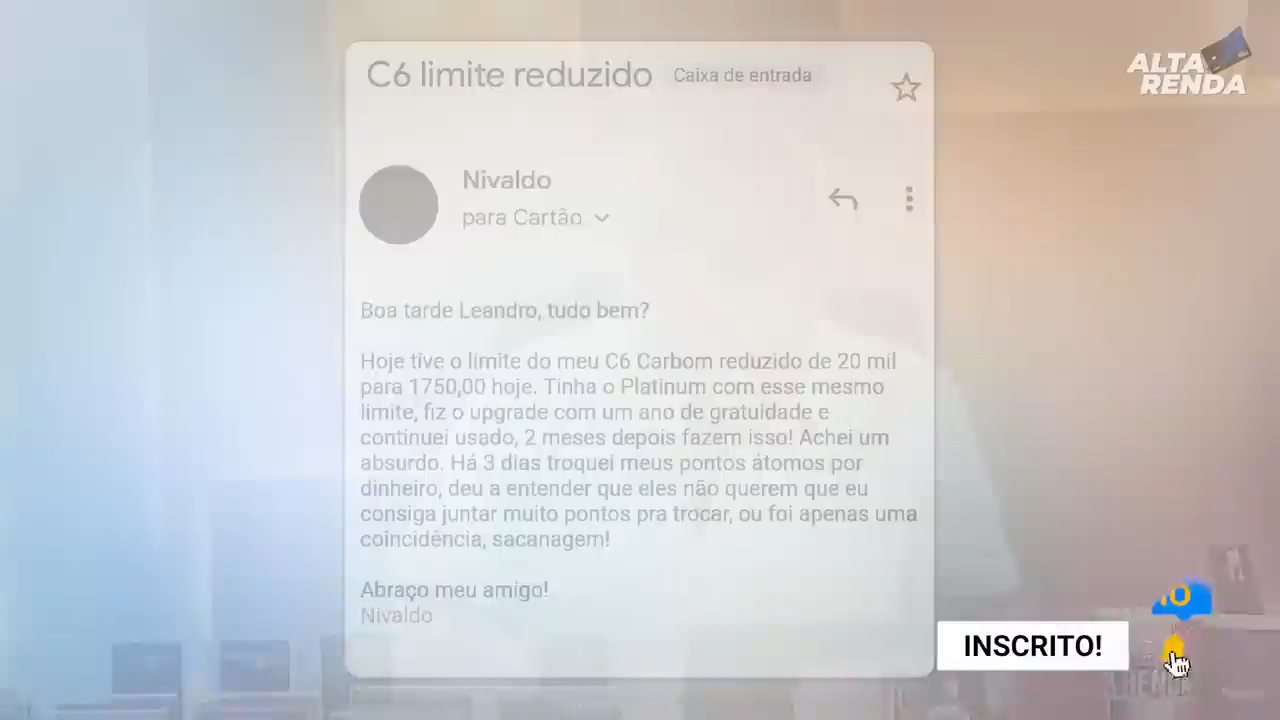 ALTA
RENDA
C6 limite reduzido Caixa de entrada
Nivaldo
para Cartão
Boa tarde Leandro, tudo bem?
Hoje tive o limite do meu C6 Carbom reduzido de 20 mil
para 1750,00 hoje. Tinha o Platinum com esse mesmo
limite, fiz o upgrade com um ano de gratuidade e
continuei usado, 2 meses depois fazem isso! Achei um
absurdo. Há 3 dias troquei meus pontos átomos por
dinheiro, deu a entender que eles não querem que eu
consiga juntar muito pontos pra trocar, ou foi apenas uma
coincidência, sacanagem!
Abraço meu amigo!
Nivaldo
INSCRITO!